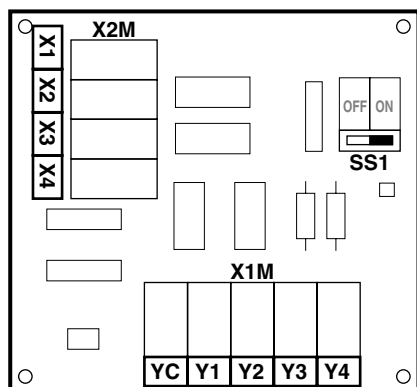 X2M
X1
X2
X3
X4
OFF ON
SS1
X1M
YC Y1 Y2 Y3 Y4